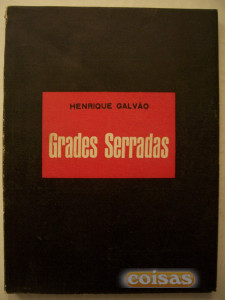 HENRIQUE GALVÃO
Grades Serradas
coisas